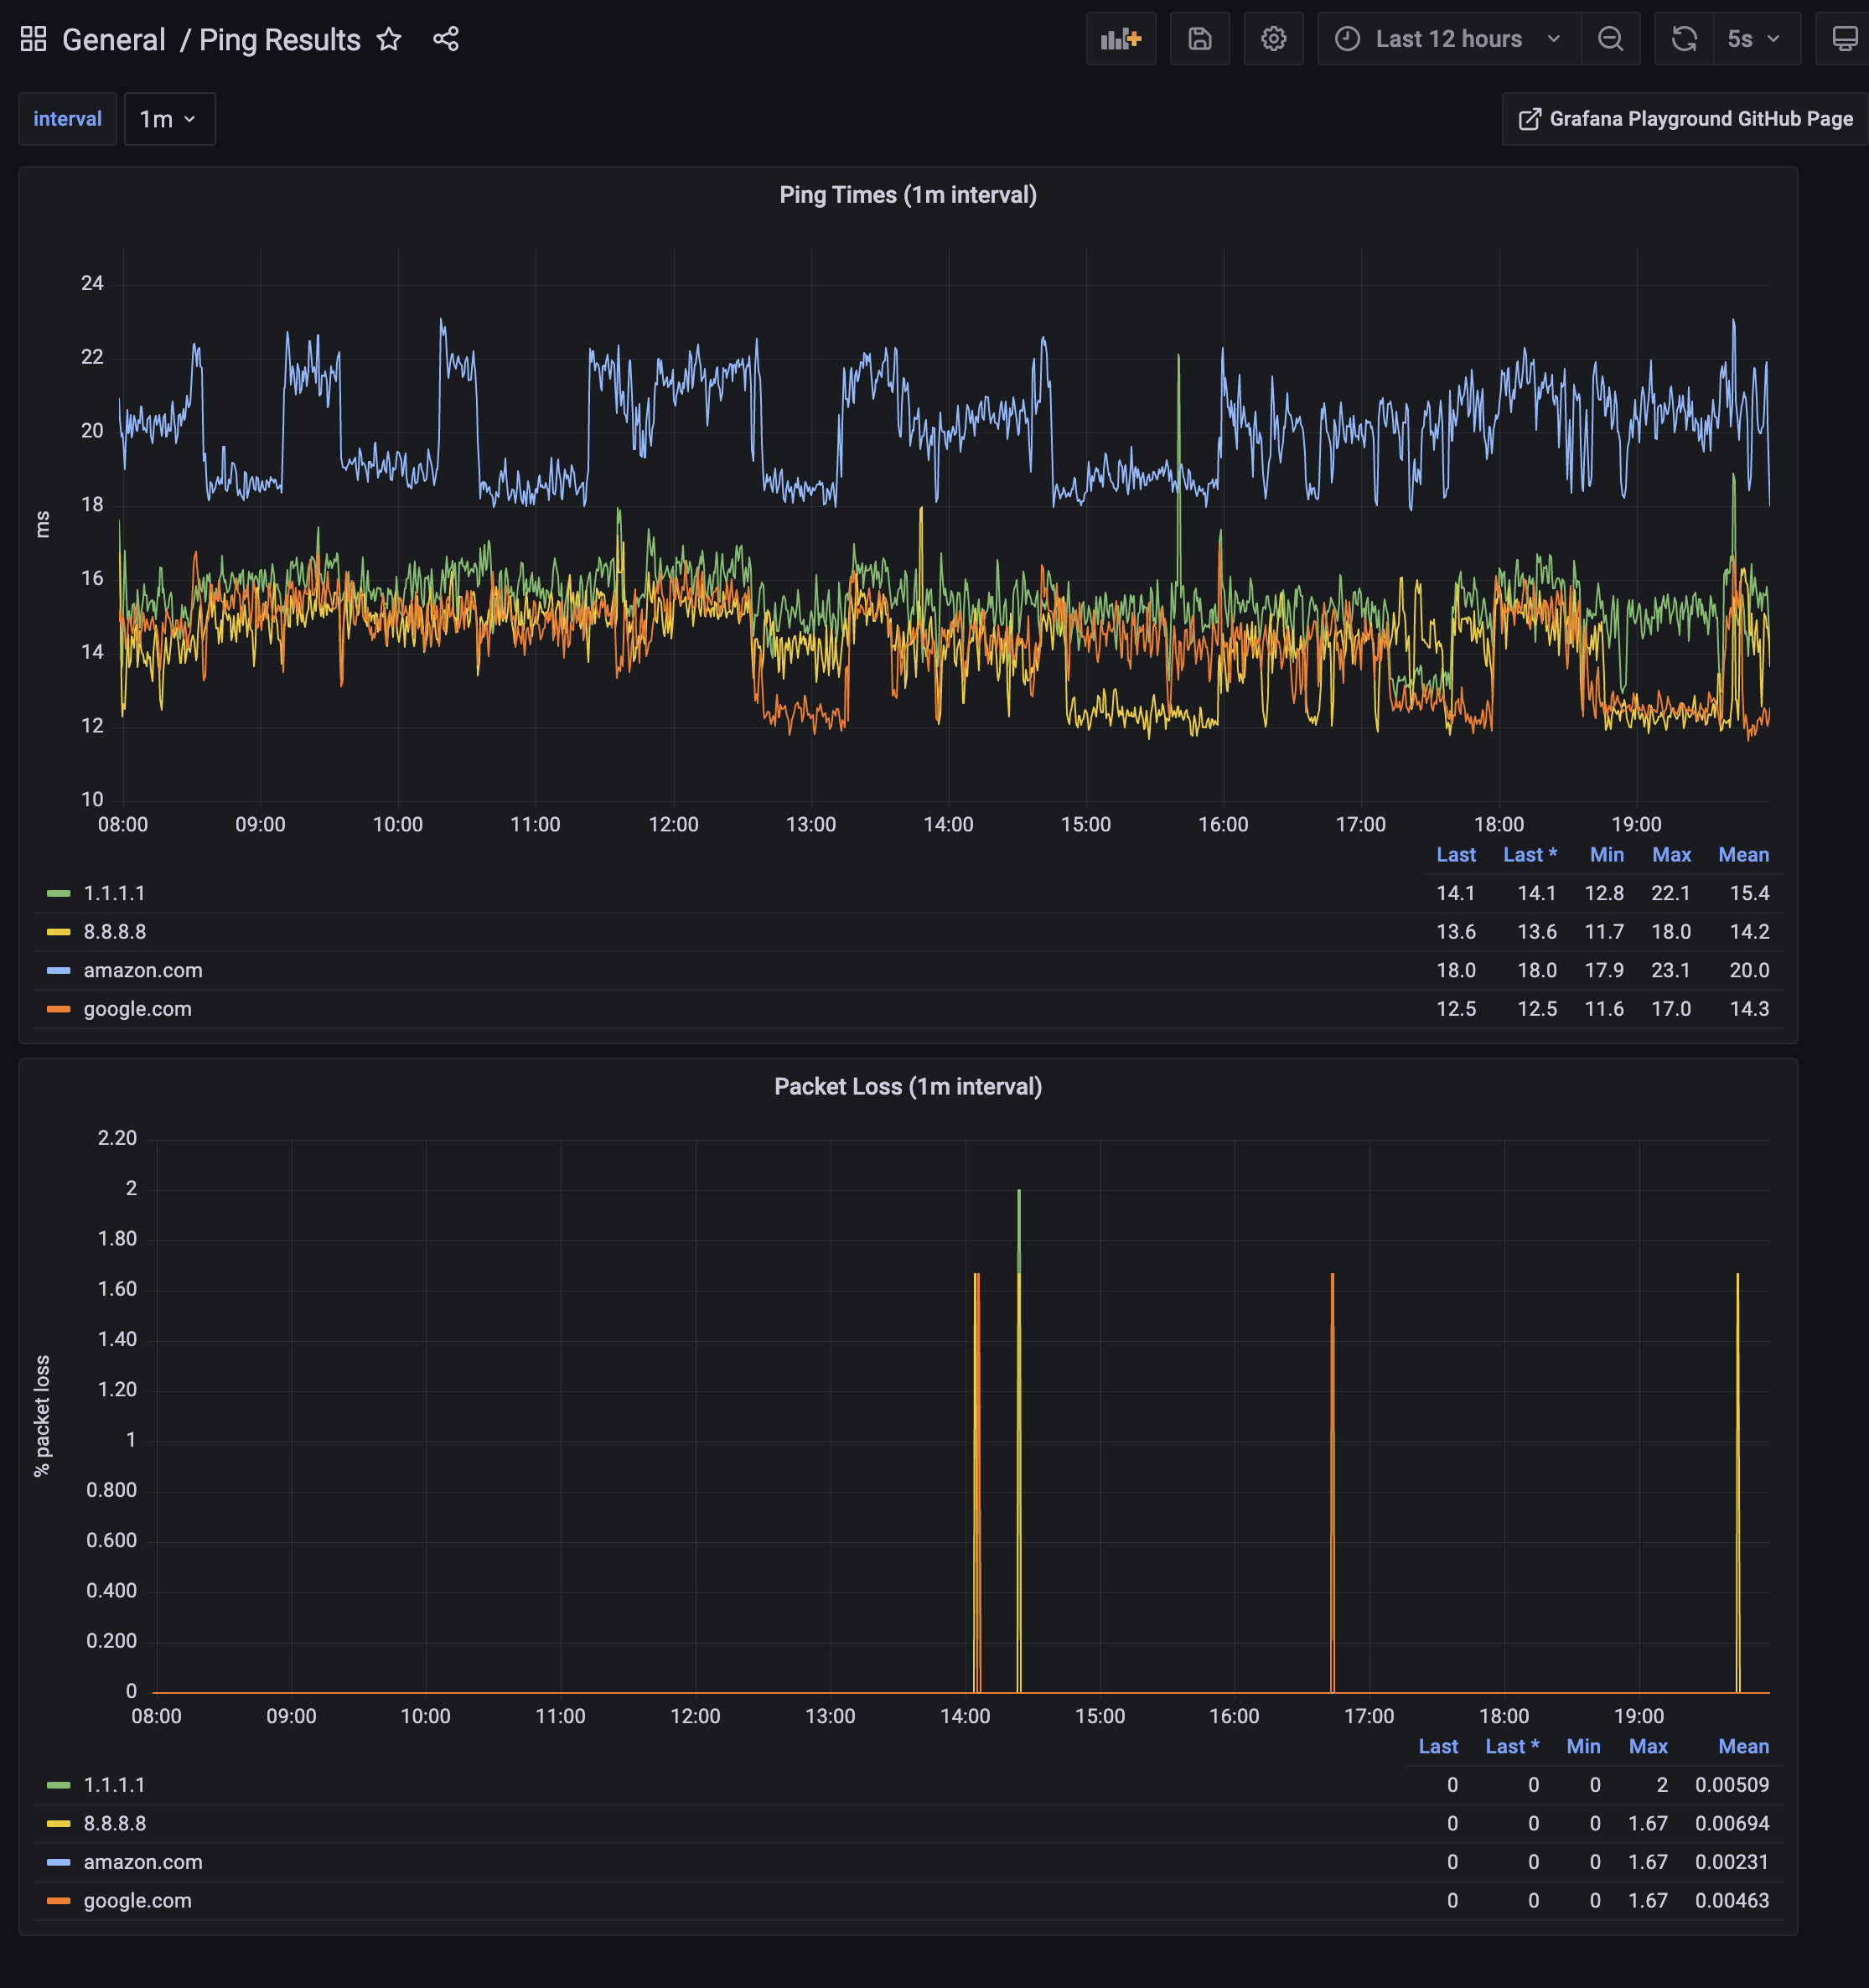 General / Ping Results
Last 12 hours
5s
interval 1m
Grafana Playground GitHub Page
Ping Times (1m interval)
24
22
20
18
16
14
12
10
ms
08:00 09:00 10:00 11:00 12:00 13:00 14:00 15:00 16:00 17:00 18:00 19:00
Last Last * Min Max Mean
1.1.1.1 14.1 14.1 12.8 22.1 15.4
8.8.8.8 13.6 13.6 11.7 18.0 14.2
amazon.com 18.0 18.0 17.9 23.1 20.0
google.com 12.5 12.5 11.6 17.0 14.3
Packet Loss (1m interval)
2.20
2
1.80
1.60
1.40
1.20
1
0.800
0.600
0.400
0.200
0
% packet loss
08:00 09:00 10:00 11:00 12:00 13:00 14:00 15:00 16:00 17:00 18:00 19:00
Last Last * Min Max Mean
1.1.1.1 0 0 0 2 0.00509
8.8.8.8 0 0 0 1.67 0.00694
amazon.com 0 0 0 1.67 0.00231
google.com 0 0 0 1.67 0.00463